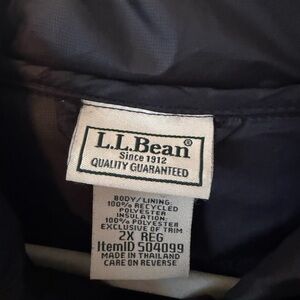 L.L.Bean®
Since 1912
QUALITY GUARANTEED
BODY/LINING:
100% RECYCLED
POLYESTER
INSULATION:
100% POLYESTER
EXCLUSIVE OF TRIM
2X REG
ItemID 504099
MADE IN THAILAND
CARE ON REVERSE